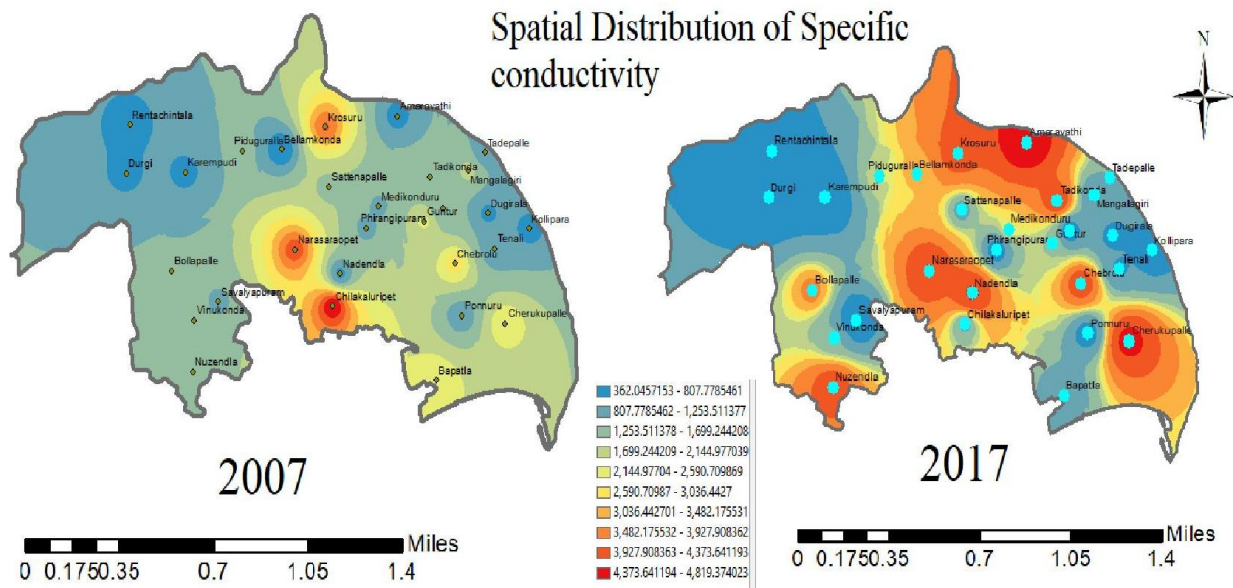 Spatial Distribution of Specific
conductivity
N
Rentachintala
Durgi
Karempudi
Piduguralla
Bellamkonda
Krosuru
Amaravathi
Tadepalle
Sattenapalle
Tadikonda
Mangalagiri
Medikonduru
Phirangipuram
Guntur
Dugirala
Kollipara
Tenali
Narasaraopet
Nadendla
Chebrolu
Bollapalle
Savalyapuram
Vinukonda
Chilakaluripet
Ponnuru
Cherukupalle
Nuzendla
Bapatla
2007
Miles
0 0.175 0.35 0.7 1.05 1.4
362.0457153 - 807.7785461
807.7785462 - 1,253.511377
1,253.511378 - 1,699.244208
1,699.244209 - 2,144.977039
2,144.97704 - 2,590.709869
2,590.70987 - 3,036.4427
3,036.442701 - 3,482.175531
3,482.175532 - 3,927.908362
3,927.908363 - 4,373.641193
4,373.641194 - 4,819.374023
Rentachintala
Durgi
Karempudi
Piduguralla
Bellamkonda
Krosuru
Amaravathi
Tadepalle
Sattenapalle
Tadikonda
Mangalagiri
Medikonduru
Phirangipuram
Guntur
Dugirala
Kollipara
Tenali
Narasaraopet
Nadendla
Chebrolu
Bollapalle
Savalyapuram
Vinukonda
Chilakaluripet
Ponnuru
Cherukupalle
Nuzendla
Bapatla
2017
Miles
0 0.175 0.35 0.7 1.05 1.4